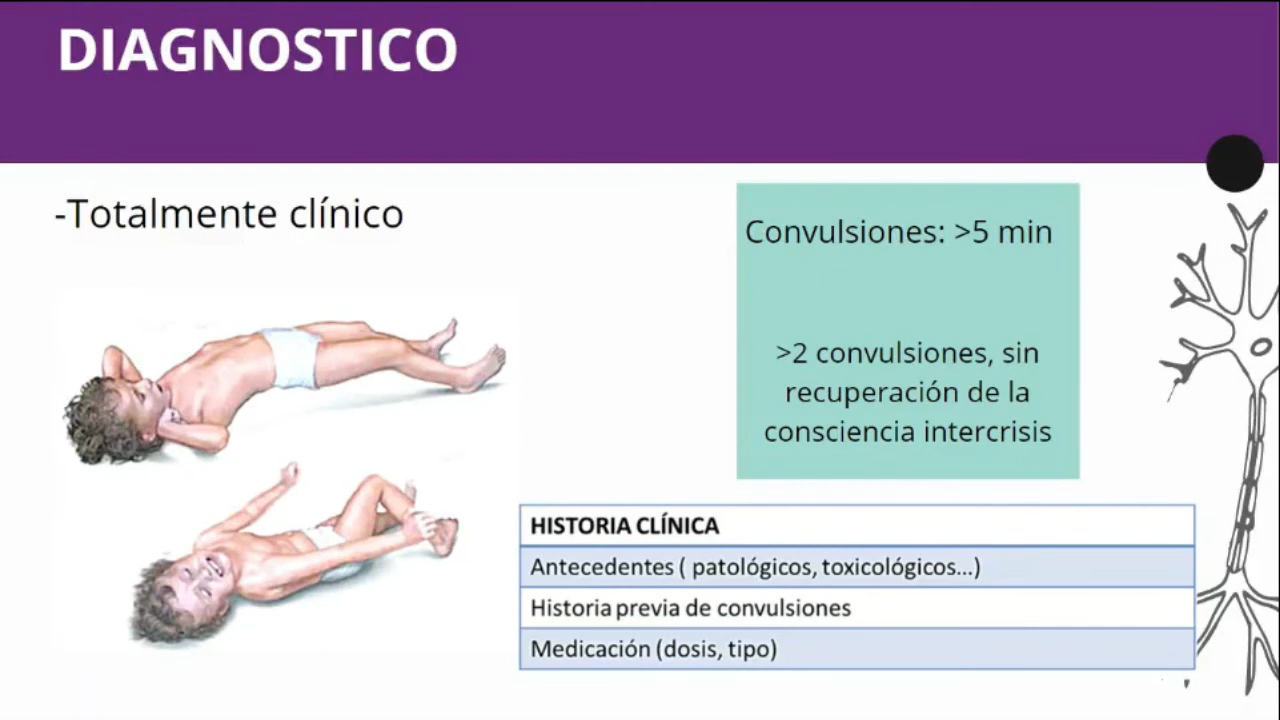 DIAGNOSTICO
-Totalmente clínico
Convulsiones: >5 min
>2 convulsiones, sin
recuperación de la
consciencia intercrisis
HISTORIA CLÍNICA
Antecedentes ( patológicos, toxicológicos...)
Historia previa de convulsiones
Medicación (dosis, tipo)